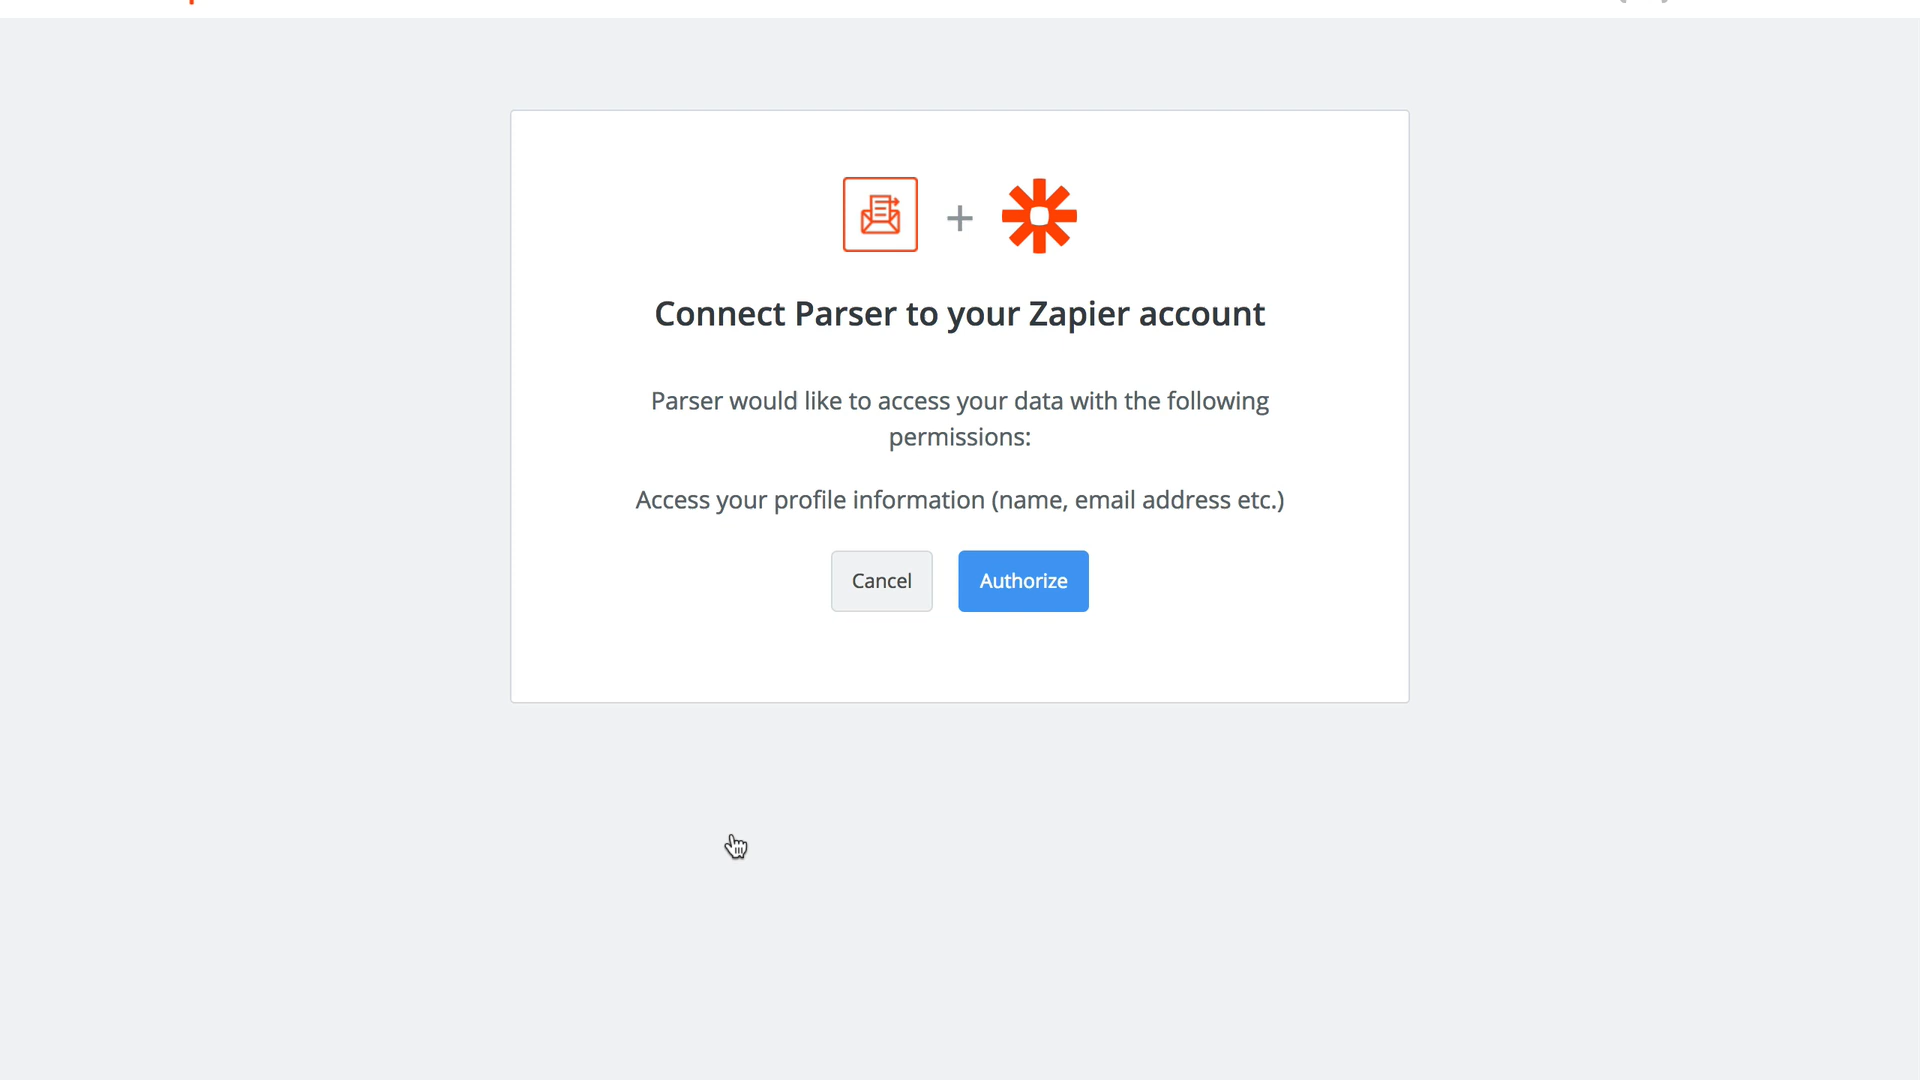 Connect Parser to your Zapier account
Parser would like to access your data with the following
permissions:
Access your profile information (name, email address etc.)
Cancel
Authorize